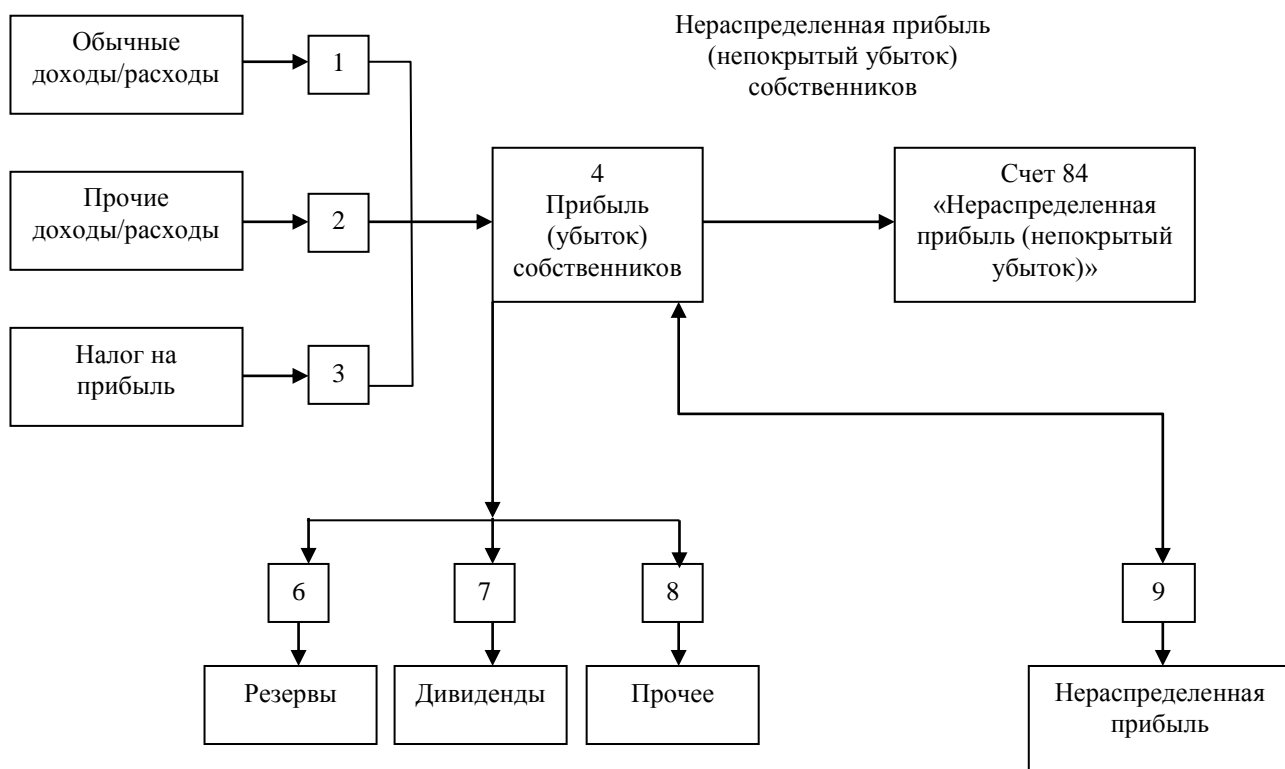 Обычные
доходы/расходы
1
Нераспределенная прибыль
(непокрытый убыток)
собственников
Прочие
доходы/расходы
2
4
Прибыль
(убыток)
собственников
Счет 84
«Нераспределенная
прибыль (непокрытый
убыток)»
Налог на
прибыль
3
6
7
8
9
Резервы
Дивиденды
Прочее
Нераспределенная
прибыль